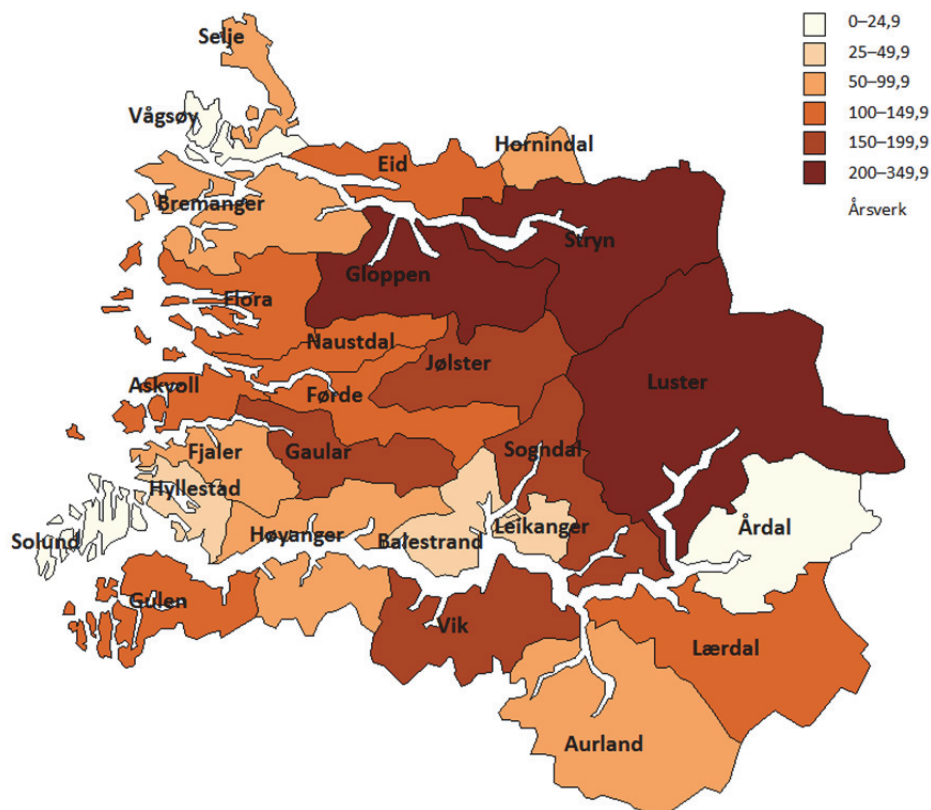 Selje
0–24,9
25–49,9
50–99,9
100–149,9
150–199,9
200–349,9
Årsverk
Vågsøy
Hornindal
Eid
Bremanger
Stryn
Gloppen
Flora
Naustdal
Jølster
Luster
Askvoll
Førde
Fjaler
Gaular
Sogndal
Hyllestad
Solund
Høyanger
Balestrand
Leikanger
Årdal
Gulen
Vik
Lærdal
Aurland